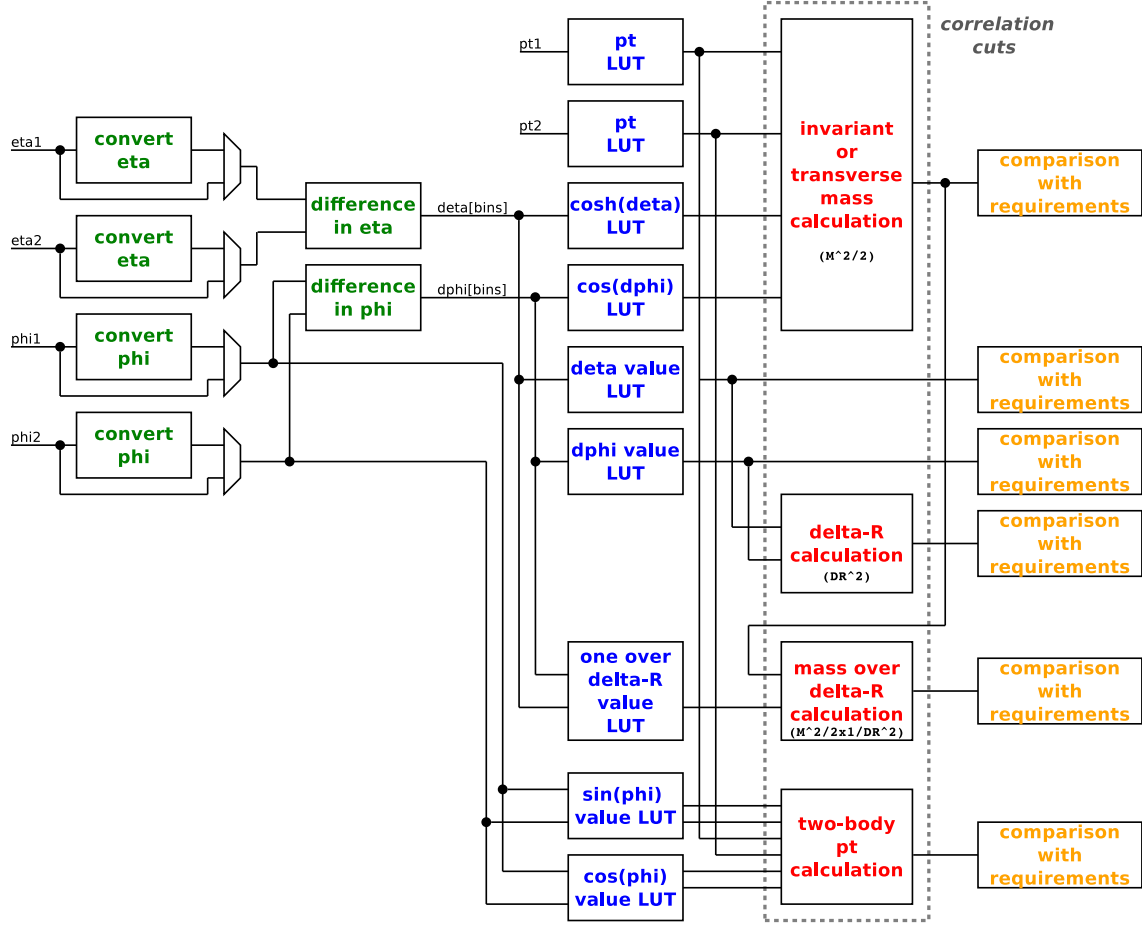 correlation
cuts
pt1
pt
LUT
pt2
pt
LUT
eta1
convert
eta
eta2
convert
eta
phi1
convert
phi
phi2
convert
phi
difference
in eta
deta[bins]
difference
in phi
dphi[bins]
cosh(deta)
LUT
cos(dphi)
LUT
deta value
LUT
dphi value
LUT
one over
delta-R
value
LUT
sin(phi)
value LUT
cos(phi)
value LUT
invariant
or
transverse
mass
calculation
(M^2/2)
delta-R
calculation
(DR^2)
mass over
delta-R
calculation
(M^2/2x1/DR^2)
two-body
pt
calculation
comparison
with
requirements
comparison
with
requirements
comparison
with
requirements
comparison
with
requirements
comparison
with
requirements
comparison
with
requirements